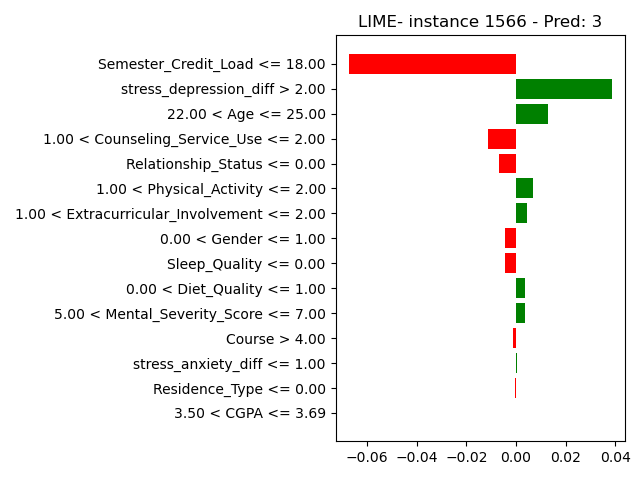 LIME- instance 1566 - Pred: 3
Semester_Credit_Load <= 18.00
stress_depression_diff > 2.00
22.00 < Age <= 25.00
1.00 < Counseling_Service_Use <= 2.00
Relationship_Status <= 0.00
1.00 < Physical_Activity <= 2.00
1.00 < Extracurricular_Involvement <= 2.00
0.00 < Gender <= 1.00
Sleep_Quality <= 0.00
0.00 < Diet_Quality <= 1.00
5.00 < Mental_Severity_Score <= 7.00
Course > 4.00
stress_anxiety_diff <= 1.00
Residence_Type <= 0.00
3.50 < CGPA <= 3.69
−0.06 −0.04 −0.02 0.00 0.02 0.04